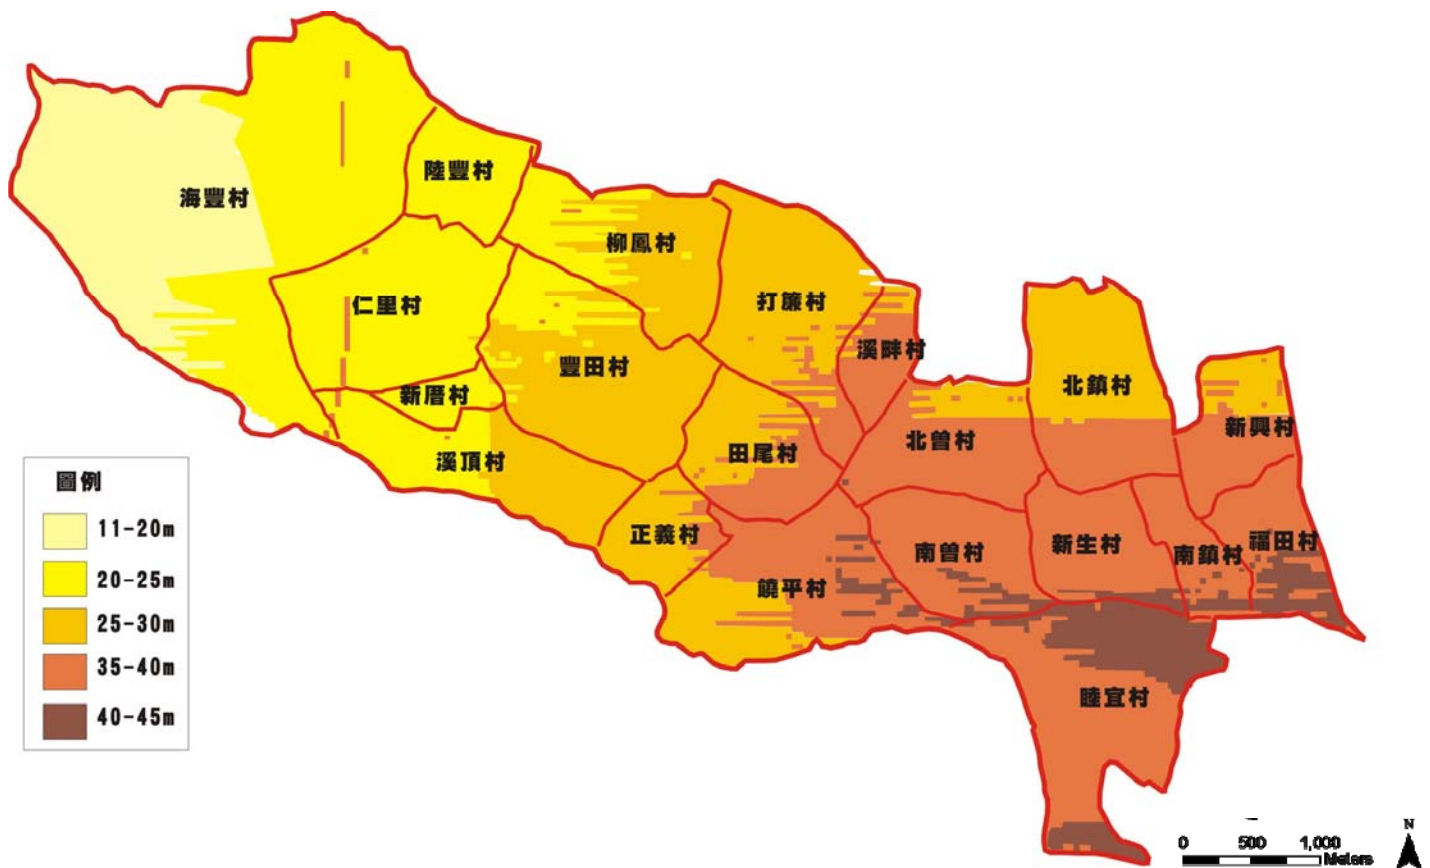 陸豐村
海豐村
柳鳳村
仁里村
打簾村
溪畔村
豐田村
新厝村
北鎮村
新興村
北曾村
田尾村
溪頂村
正義村
南曾村
新生村
南鎮村
福田村
饒平村
睦宜村
圖例
11-20m
20-25m
25-30m
35-40m
40-45m
N
0 500 1,000
Meters